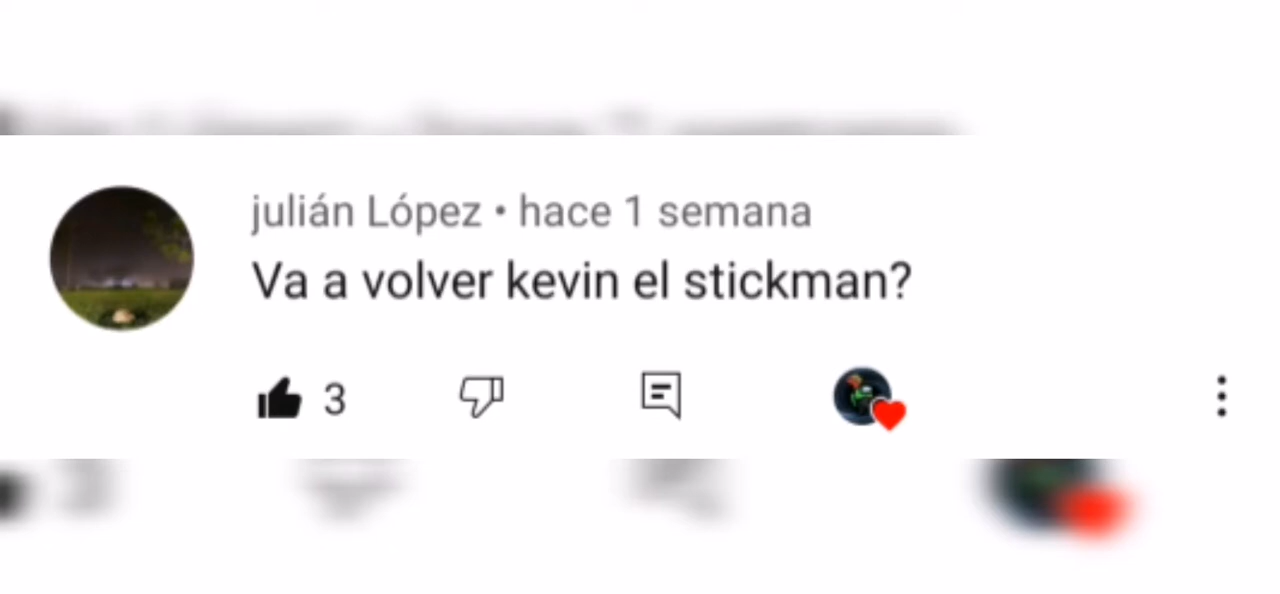 julián López • hace 1 semana
Va a volver kevin el stickman?
3